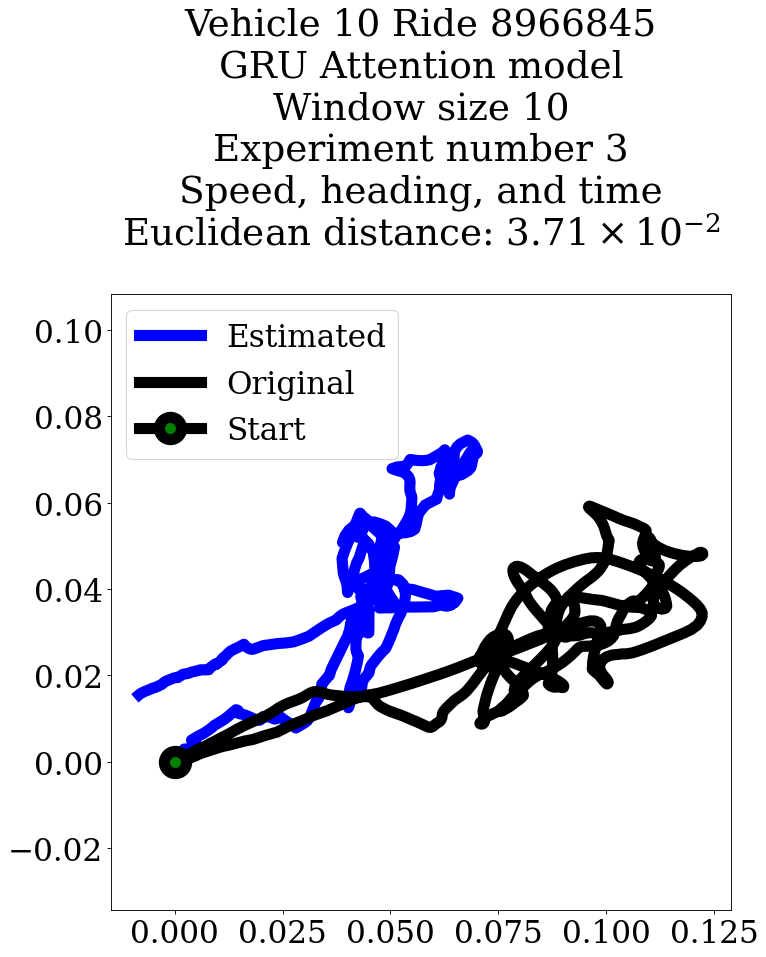 Vehicle 10 Ride 8966845
GRU Attention model
Window size 10
Experiment number 3
Speed, heading, and time
Euclidean distance: 3.71 × 10⁻²
Estimated
Original
Start
0.10
0.08
0.06
0.04
0.02
0.00
−0.02
0.000 0.025 0.050 0.075 0.100 0.125